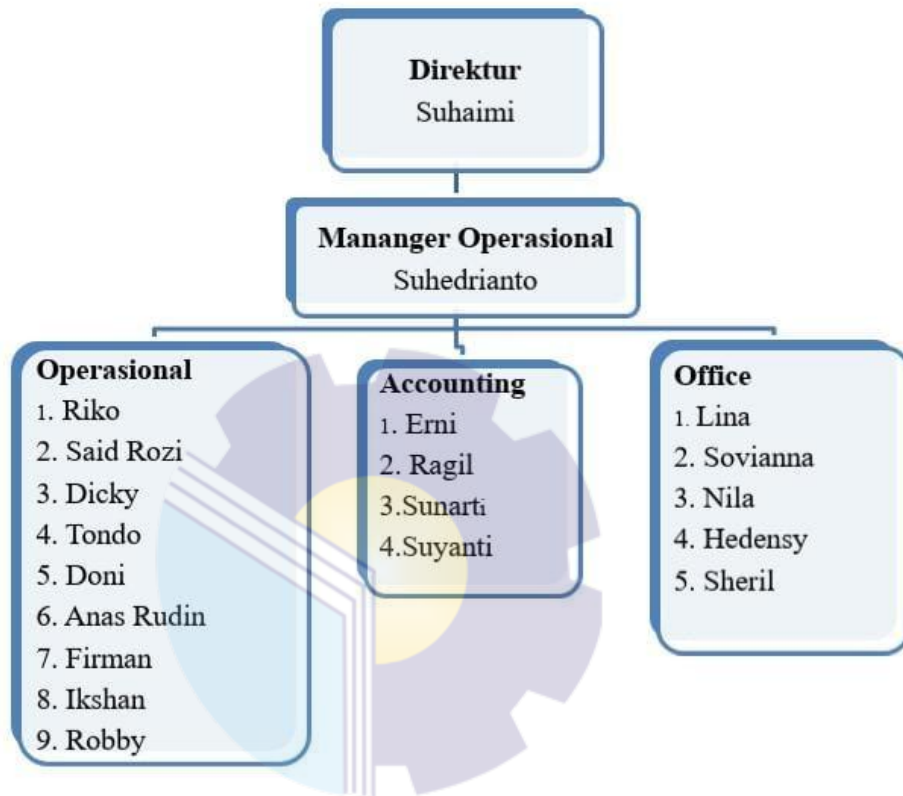 Direktur
Suhaimi
Mananger Operasional
Suhedrianto
Operasional
1. Riko
2. Said Rozi
3. Dicky
4. Tondo
5. Doni
6. Anas Rudin
7. Firman
8. Ikshan
9. Robby
Accounting
1. Erni
2. Ragil
3.Sunarti
4.Suyanti
Office
1. Lina
2. Sovianna
3. Nila
4. Hedensy
5. Sheril